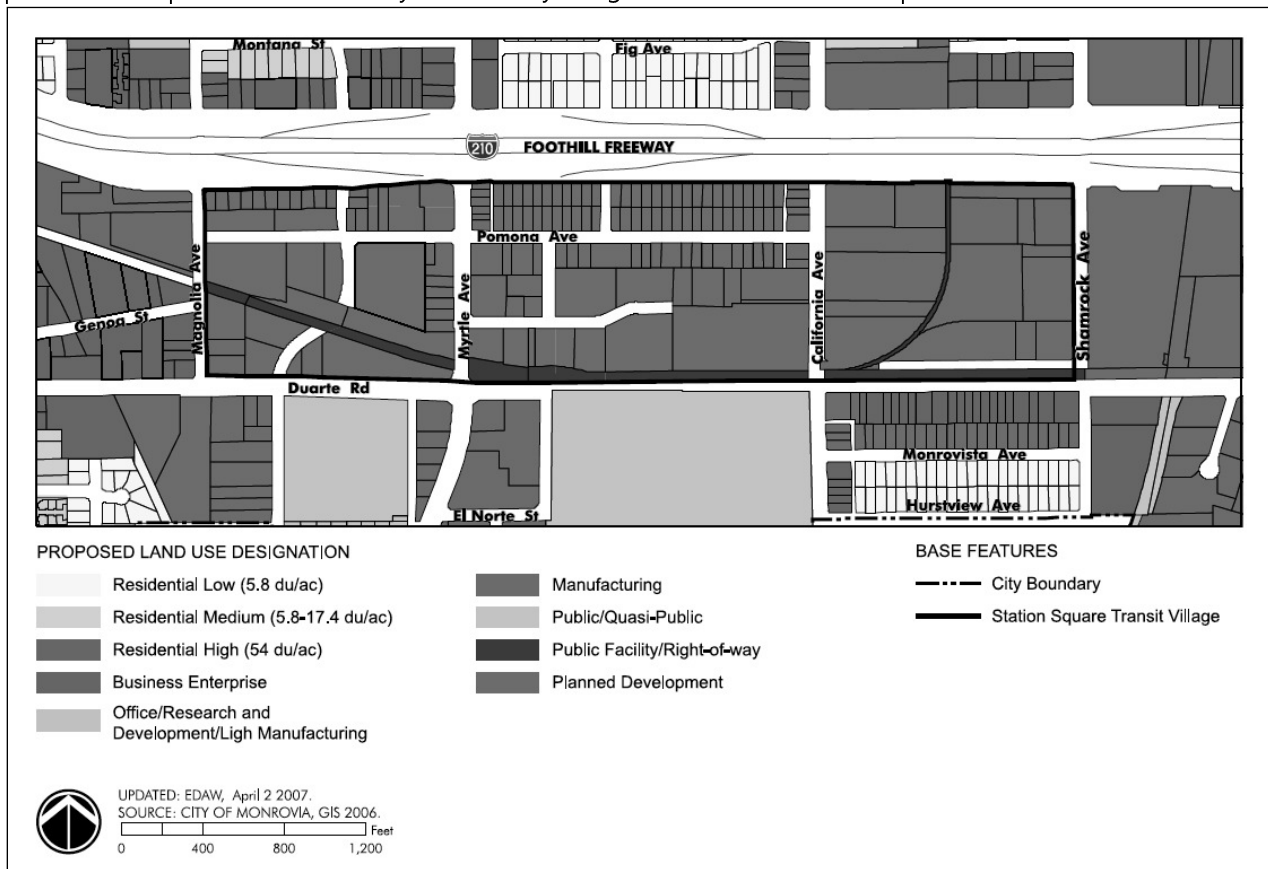 Montana St
Fig Ave
210
FOOTHILL FREEWAY
Pomona Ave
Magnolia Ave
Myrtle Ave
California Ave
Shamrock Ave
Genoa St
Duarte Rd
Monrovista Ave
Hurstview Ave
El Norte St
PROPOSED LAND USE DESIGNATION
Residential Low (5.8 du/ac)
Residential Medium (5.8-17.4 du/ac)
Residential High (54 du/ac)
Business Enterprise
Office/Research and
Development/Ligh Manufacturing
Manufacturing
Public/Quasi-Public
Public Facility/Right-of-way
Planned Development
BASE FEATURES
City Boundary
Station Square Transit Village
UPDATED: EDAW, April 2 2007.
SOURCE: CITY OF MONROVIA, GIS 2006.
Feet
0 400 800 1,200